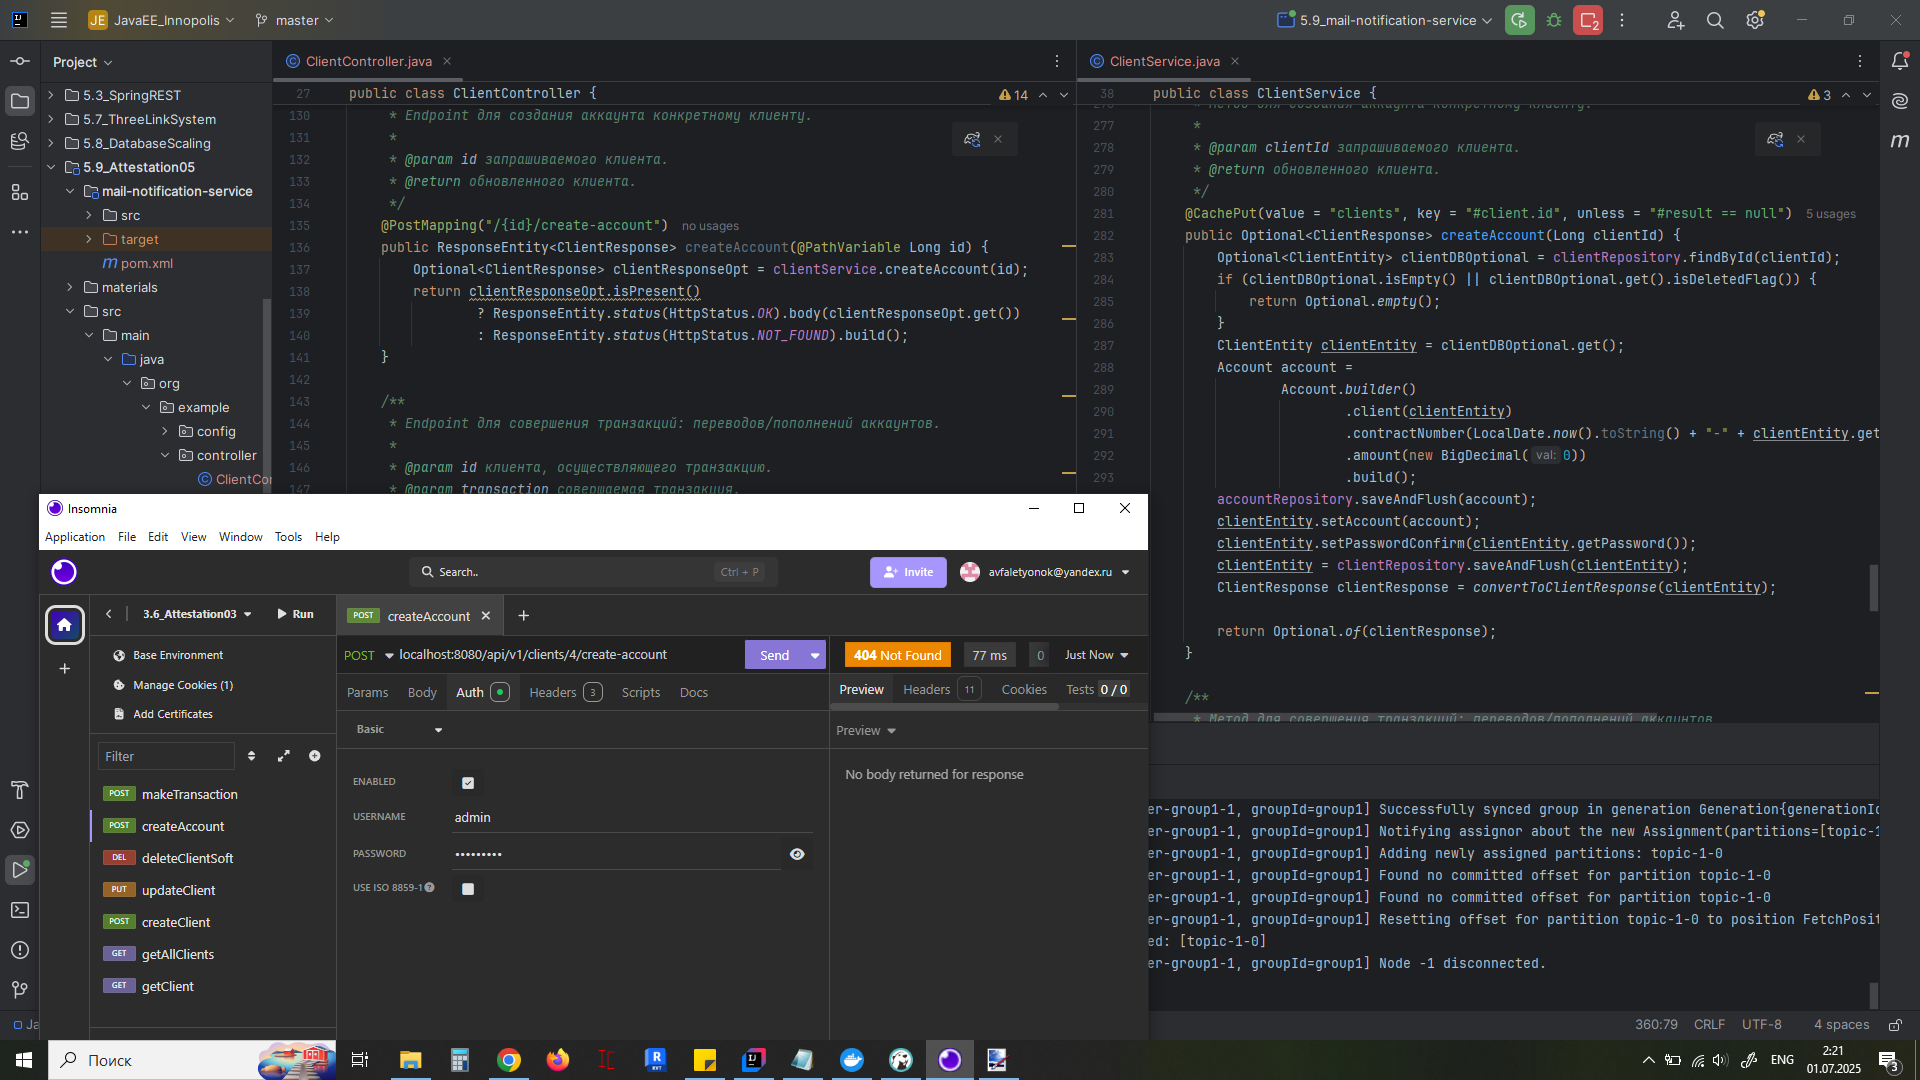 JE JavaEE_Innopolis master 5.9_mail-notification-service 2
Project
5.3_SpringREST
5.7_ThreeLinkSystem
5.8_DatabaseScaling
5.9_Attestation05
mail-notification-service
src
target
pom.xml
materials
src
main
java
org
example
config
controller
ClientCor
ClientController.java
27 public class ClientController { 14
130 * Endpoint для создания аккаунта конкретному клиенту.
131 *
132 * @param id запрашиваемого клиента.
133 * @return обновленного клиента.
134 */
135 @PostMapping("/{id}/create-account") no usages
136 public ResponseEntity<ClientResponse> createAccount(@PathVariable Long id) {
137 Optional<ClientResponse> clientResponseOpt = clientService.createAccount(id);
138 return clientResponseOpt.isPresent()
139 ? ResponseEntity.status(HttpStatus.OK).body(clientResponseOpt.get())
140 : ResponseEntity.status(HttpStatus.NOT_FOUND).build();
141 }
142
143 /**
144 * Endpoint для совершения транзакций: переводов/пополнений аккаунтов.
145 *
146 * @param id клиента, осуществляющего транзакцию.
147 * @param transaction совершаемая транзакция.
ClientService.java
38 public class ClientService { 3
276 * Метод для создания аккаунта конкретному клиенту.
277 *
278 * @param clientId запрашиваемого клиента.
279 * @return обновленного клиента.
280 */
281 @CachePut(value = "clients", key = "#client.id", unless = "#result == null") 5 usages
282 public Optional<ClientResponse> createAccount(Long clientId) {
283 Optional<ClientEntity> clientDBOptional = clientRepository.findById(clientId);
284 if (clientDBOptional.isEmpty() || clientDBOptional.get().isDeletedFlag()) {
285 return Optional.empty();
286 }
287 ClientEntity clientEntity = clientDBOptional.get();
288 Account account =
289 Account.builder()
290 .client(clientEntity)
291 .contractNumber(LocalDate.now().toString() + "-" + clientEntity.get
292 .amount(new BigDecimal( val: 0))
293 .build();
accountRepository.saveAndFlush(account);
clientEntity.setAccount(account);
clientEntity.setPasswordConfirm(clientEntity.getPassword());
clientEntity = clientRepository.saveAndFlush(clientEntity);
ClientResponse clientResponse = convertToClientResponse(clientEntity);
return Optional.of(clientResponse);
}
/**
* Метод для совершения транзакций: переводов/пополнений аккаунтов
Insomnia
Application File Edit View Window Tools Help
Search.. Ctrl + P Invite avfaletyonok@yandex.ru
3.6_Attestation03 Run
Base Environment
Manage Cookies (1)
Add Certificates
Filter
POST makeTransaction
POST createAccount
DEL deleteClientSoft
PUT updateClient
POST createClient
GET getAllClients
GET getClient
POST createAccount
POST localhost:8080/api/v1/clients/4/create-account Send
Params Body Auth Headers 3 Scripts Docs
Basic
ENABLED
USERNAME admin
PASSWORD •••••••••
USE ISO 8859-1
404 Not Found 77 ms 0 Just Now
Preview Headers 11 Cookies Tests 0 / 0
Preview
No body returned for response
er-group1-1, groupId=group1] Successfully synced group in generation Generation{generationId
er-group1-1, groupId=group1] Notifying assignor about the new Assignment(partitions=[topic-1
er-group1-1, groupId=group1] Adding newly assigned partitions: topic-1-0
er-group1-1, groupId=group1] Found no committed offset for partition topic-1-0
er-group1-1, groupId=group1] Found no committed offset for partition topic-1-0
er-group1-1, groupId=group1] Resetting offset for partition topic-1-0 to position FetchPosit
ed: [topic-1-0]
er-group1-1, groupId=group1] Node -1 disconnected.
Ja 360:79 CRLF UTF-8 4 spaces
Поиск
ENG
2:21
01.07.2025
3